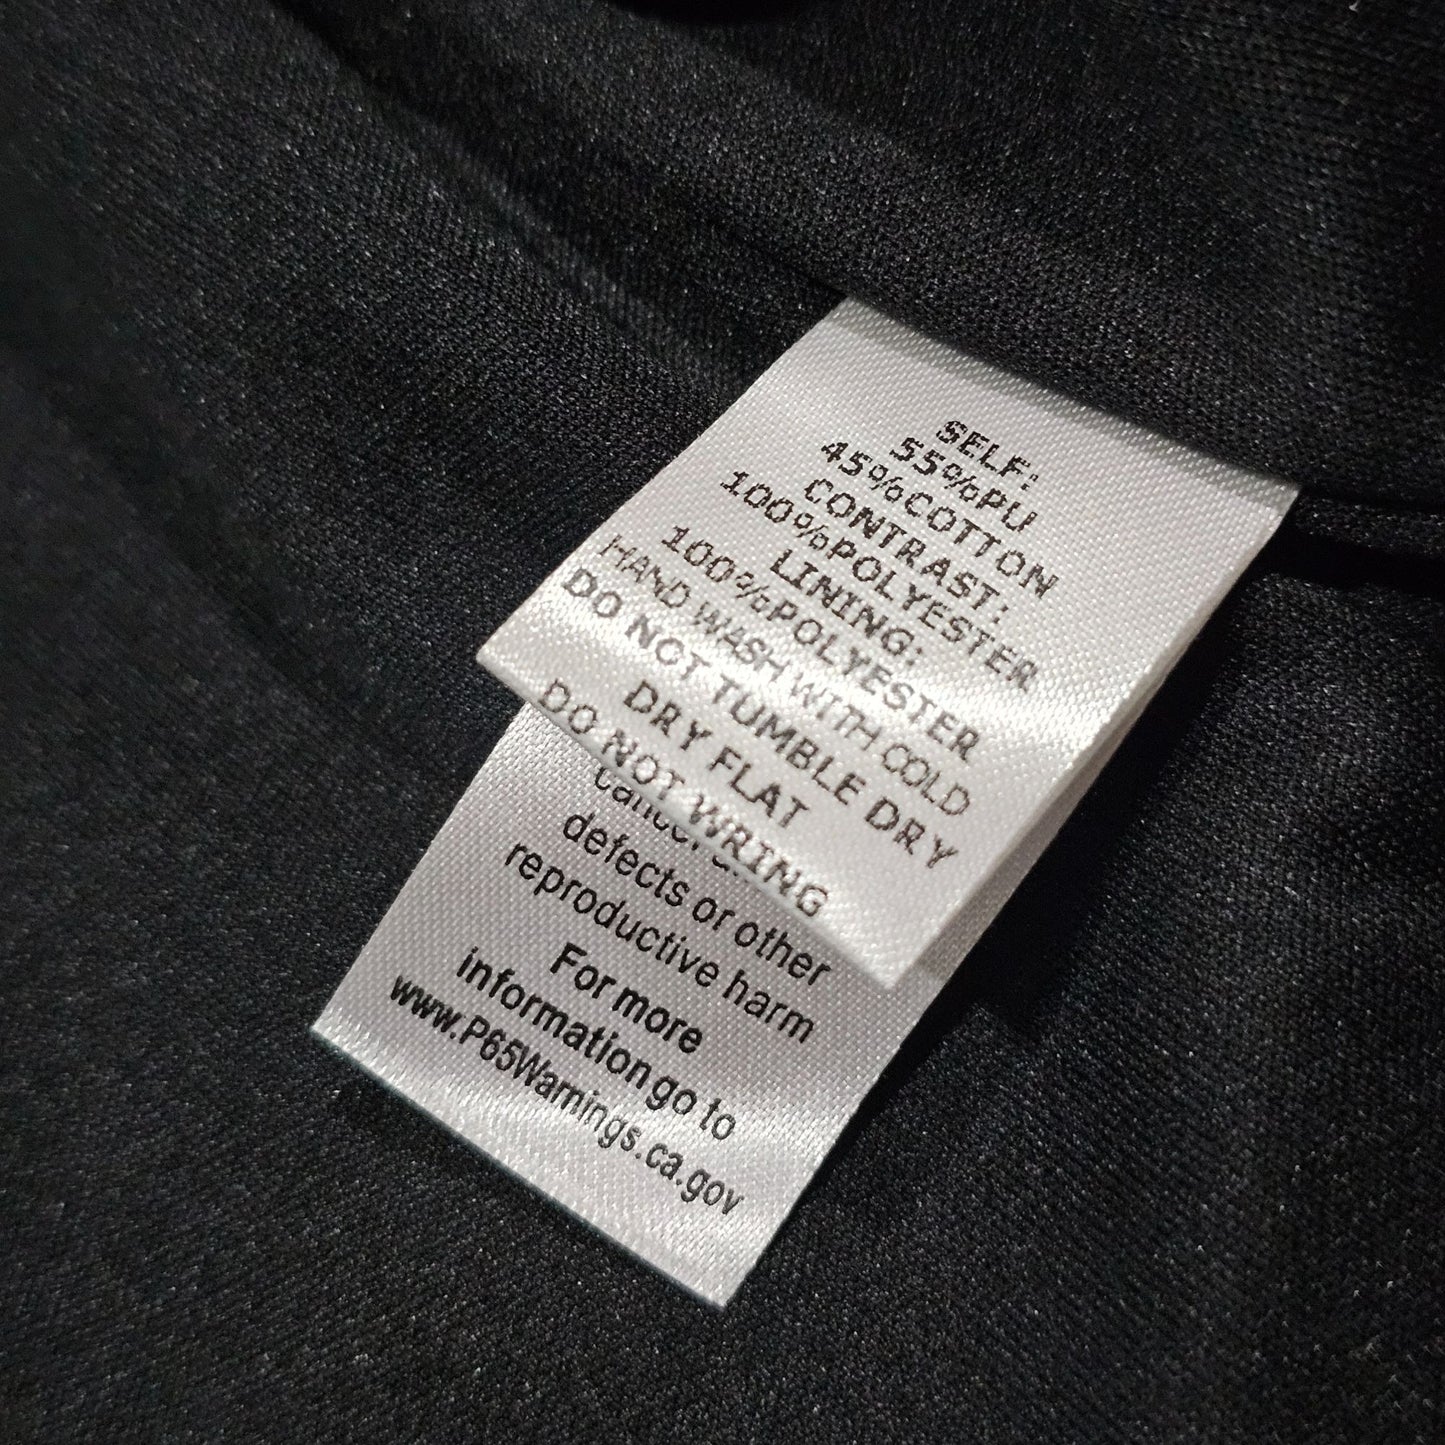 SELF:
55%PU
45%COTTON
CONTRAST:
100%POLYESTER
LINING:
100%POLYESTER
HAND WASH WITH COLD
DO NOT TUMBLE DRY
DRY FLAT
DO NOT WRING
cancer
defects or other
reproductive harm
For more
information go to
www.P65Warnings.ca.gov